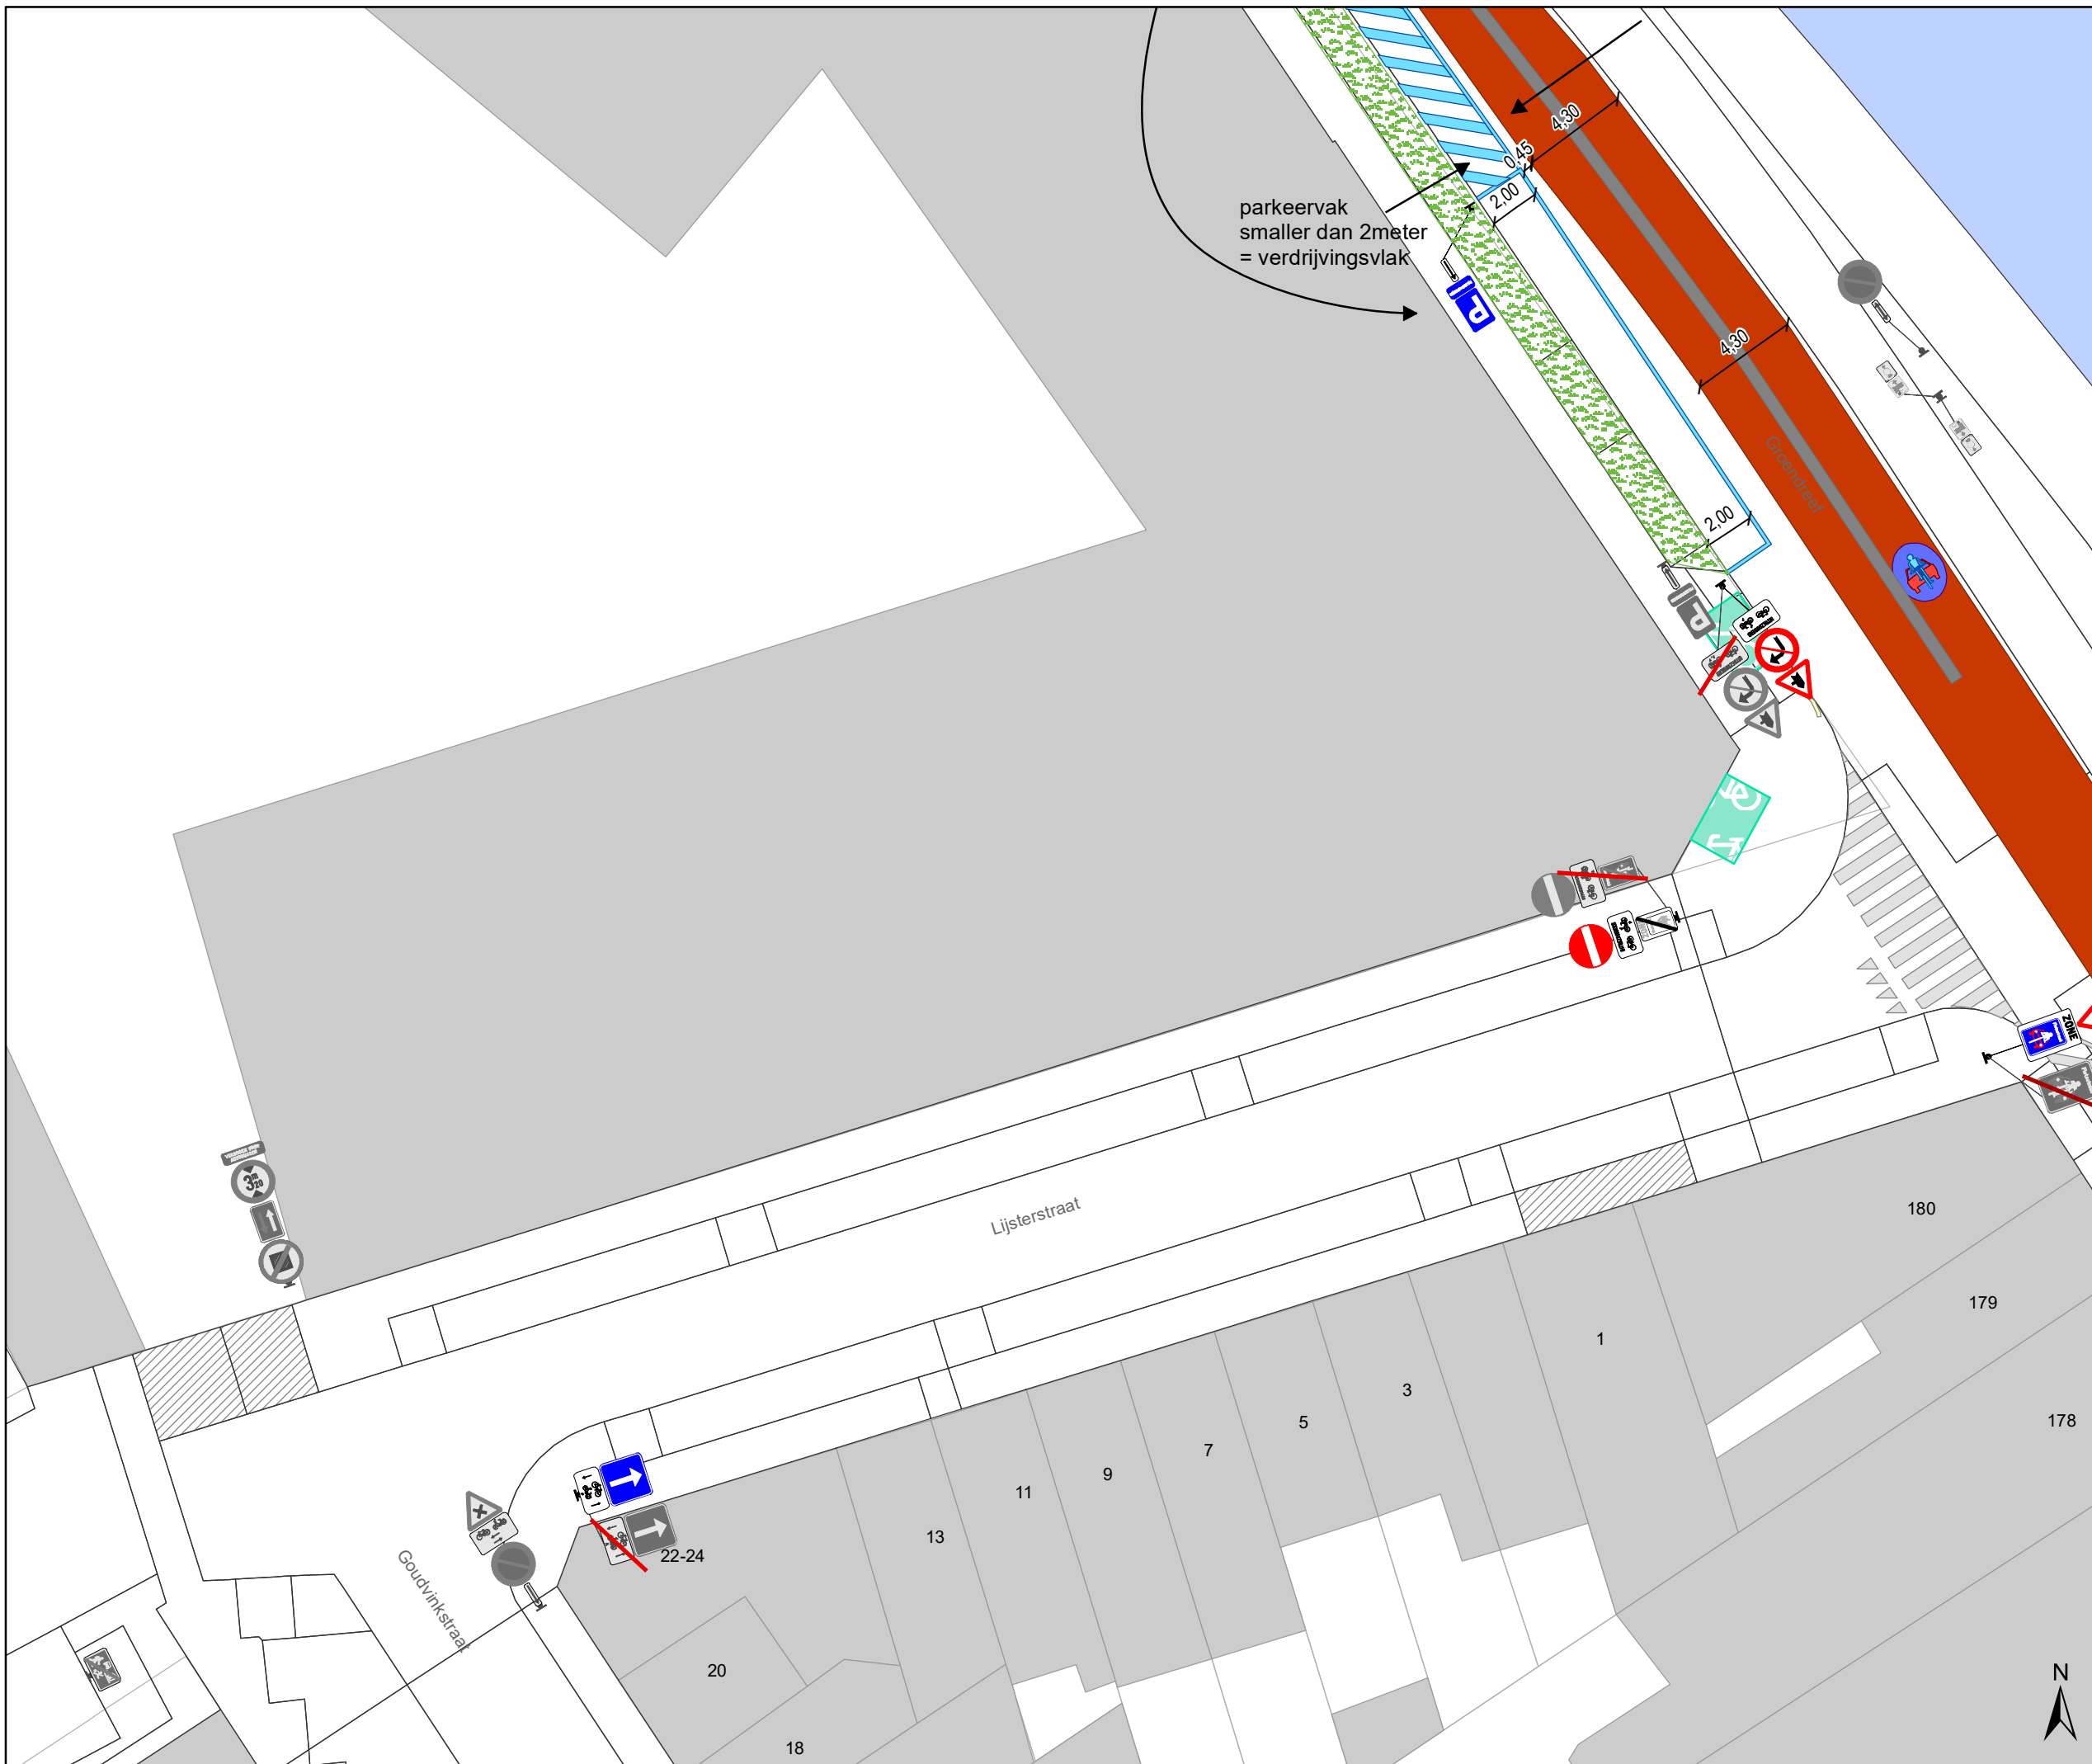 4,30
0,45
2,00
parkeervak
smaller dan 2meter
= verdrijvingsvlak
P
4,30
Groendreef
2,00
P
ZONE
3m20
Lijsterstraat
180
179
1
178
3
5
7
9
11
13
22-24
Goudvinkstraat
20
18
N